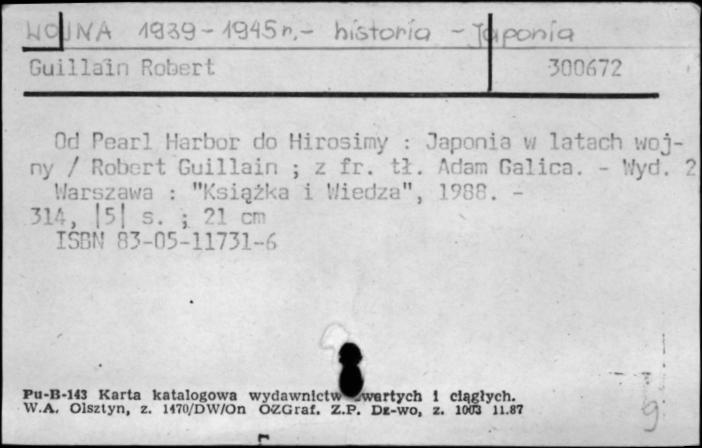 WOJNA 1939-1945 r.- historia - Japonia
Guillain Robert 300672
Od Pearl Harbor do Hirosimy : Japonia w latach woj-
ny / Robert Guillain ; z fr. tł. Adam Galica. - Wyd. 2
Warszawa : "Książka i Wiedza", 1988. -
314, |5| s. ; 21 cm
ISBN 83-05-11731-6
Pu-B-143 Karta katalogowa wydawnictw zwartych i ciągłych.
W.A. Olsztyn, z. 1470/DW/On OZGraf. Z.P. Dz-wo, z. 1003 11.87
9